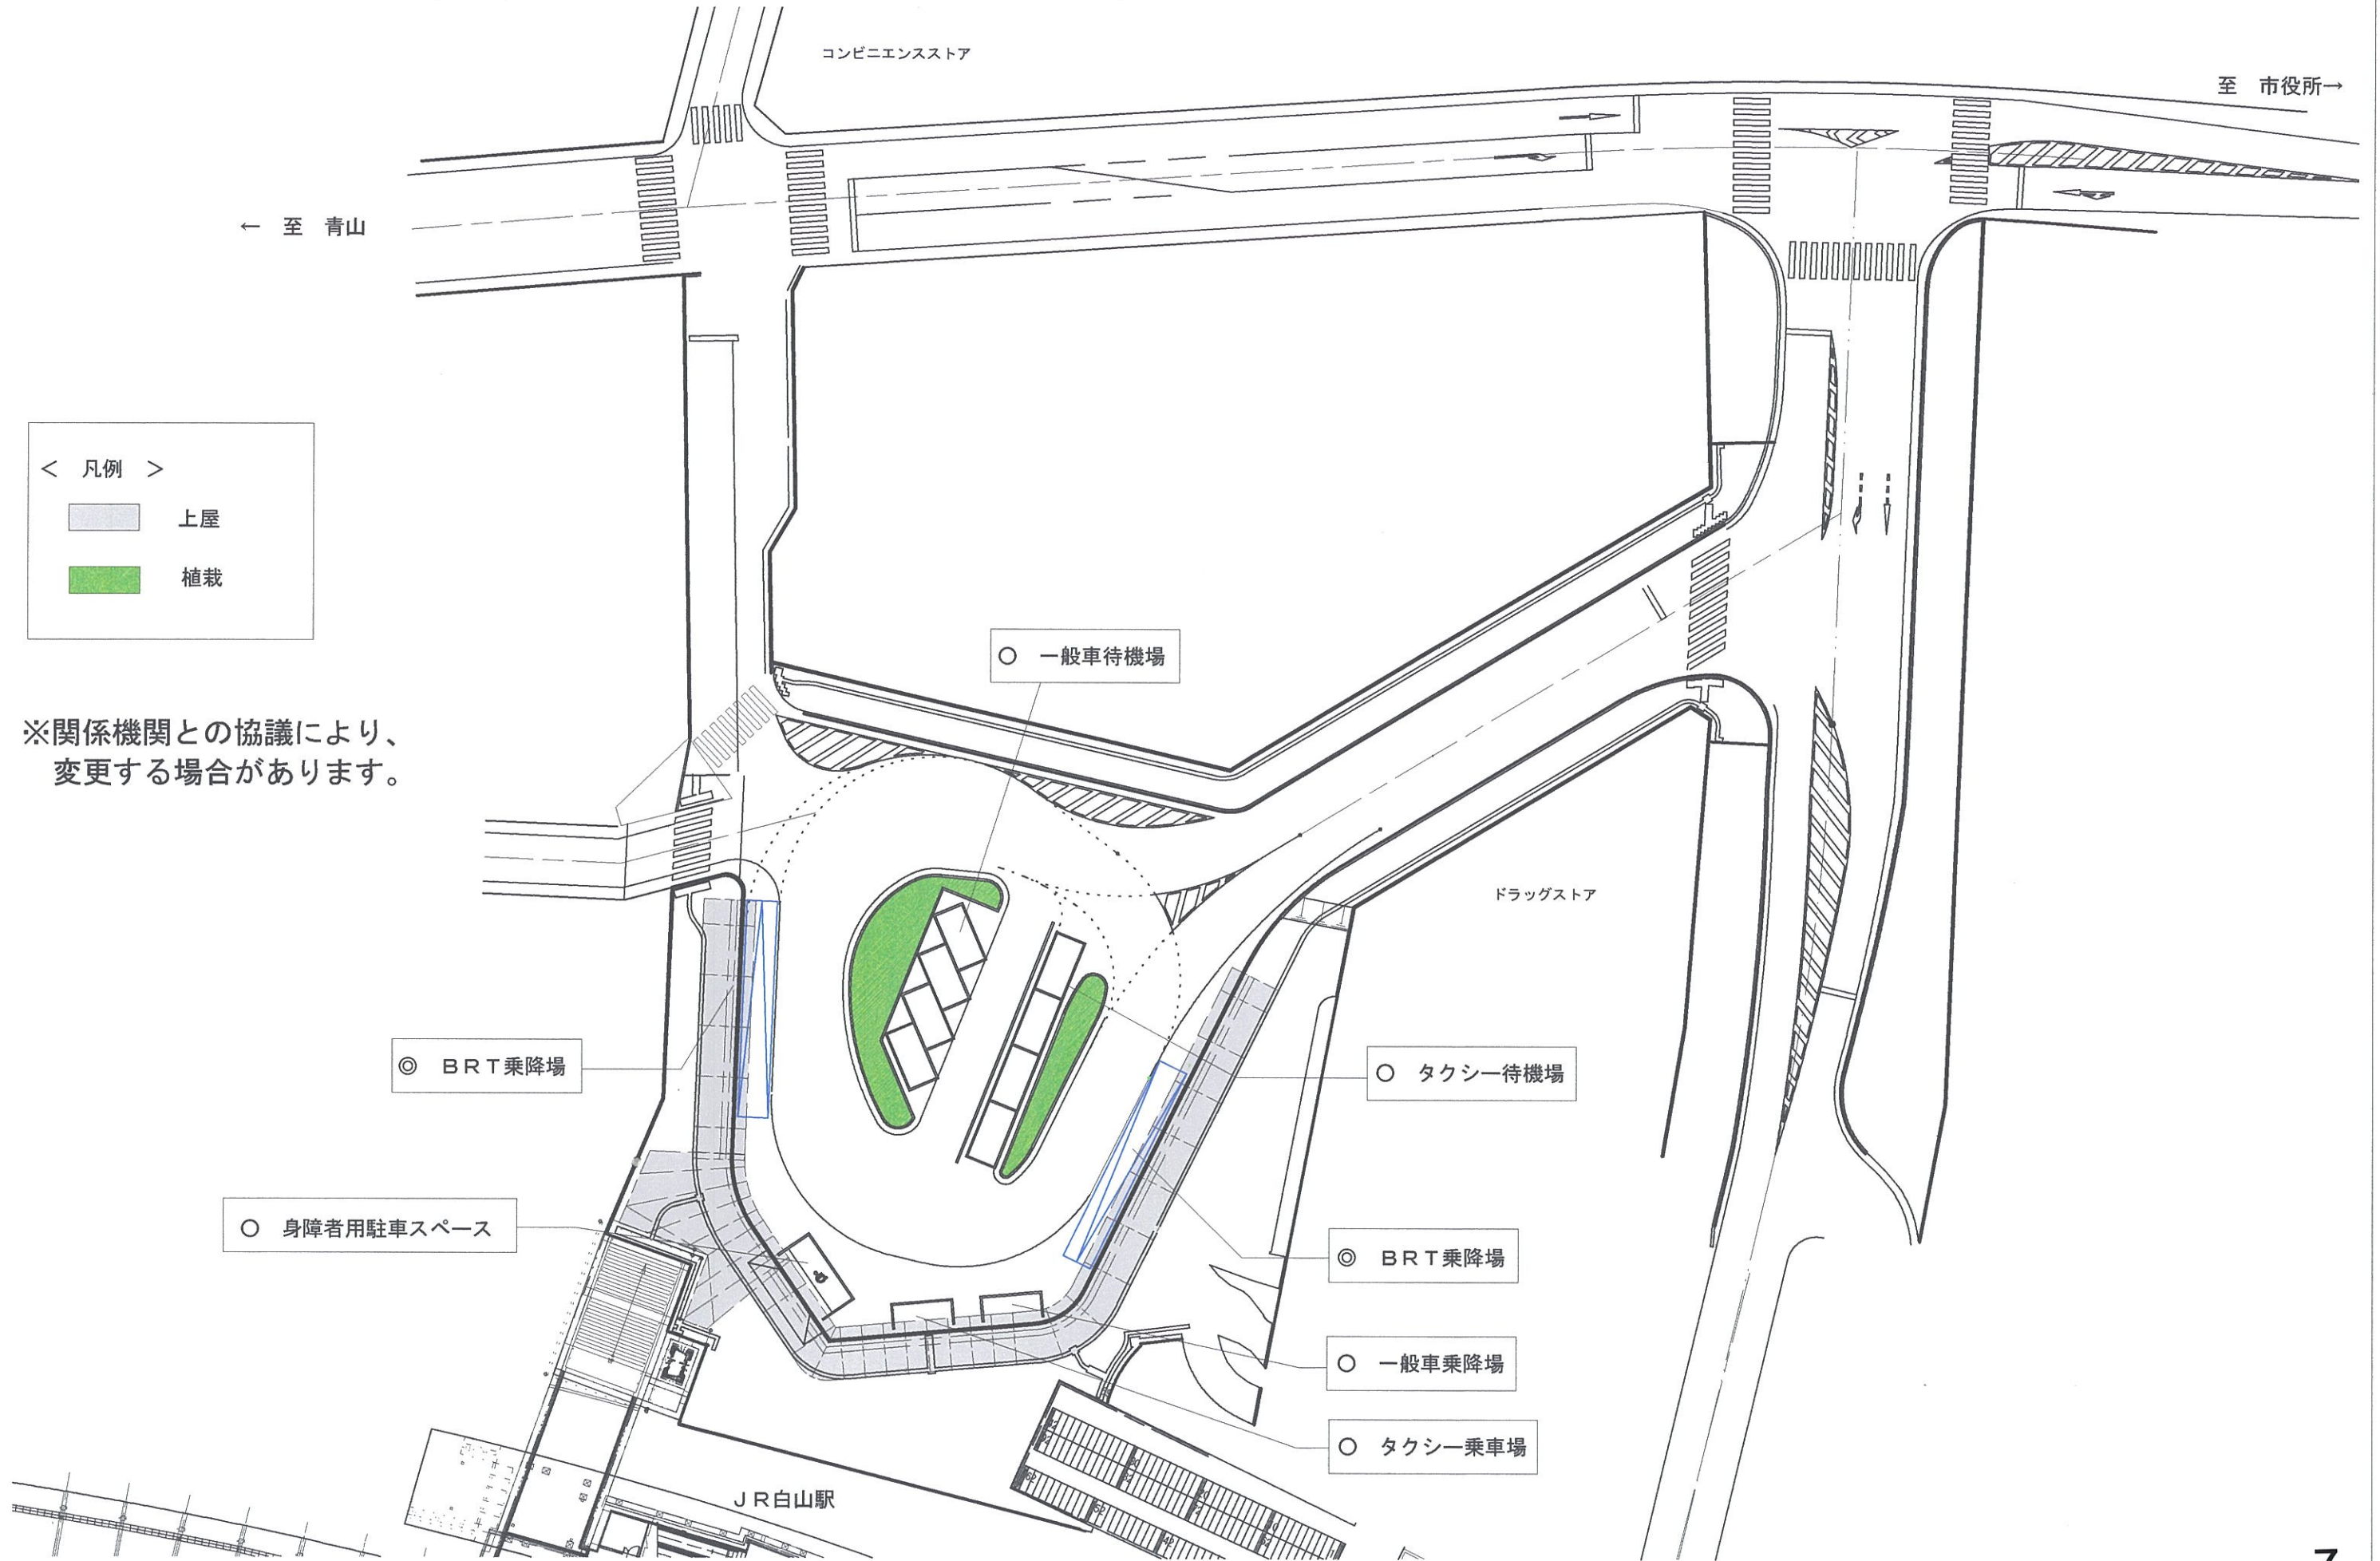 コンビニエンスストア
至 市役所→
← 至 青山
< 凡例 >
上屋
植栽
○ 一般車待機場
※関係機関との協議により、
変更する場合があります。
ドラッグストア
◎ BRT乗降場
○ タクシー待機場
○ 身障者用駐車スペース
◎ BRT乗降場
○ 一般車乗降場
○ タクシー乗車場
JR白山駅